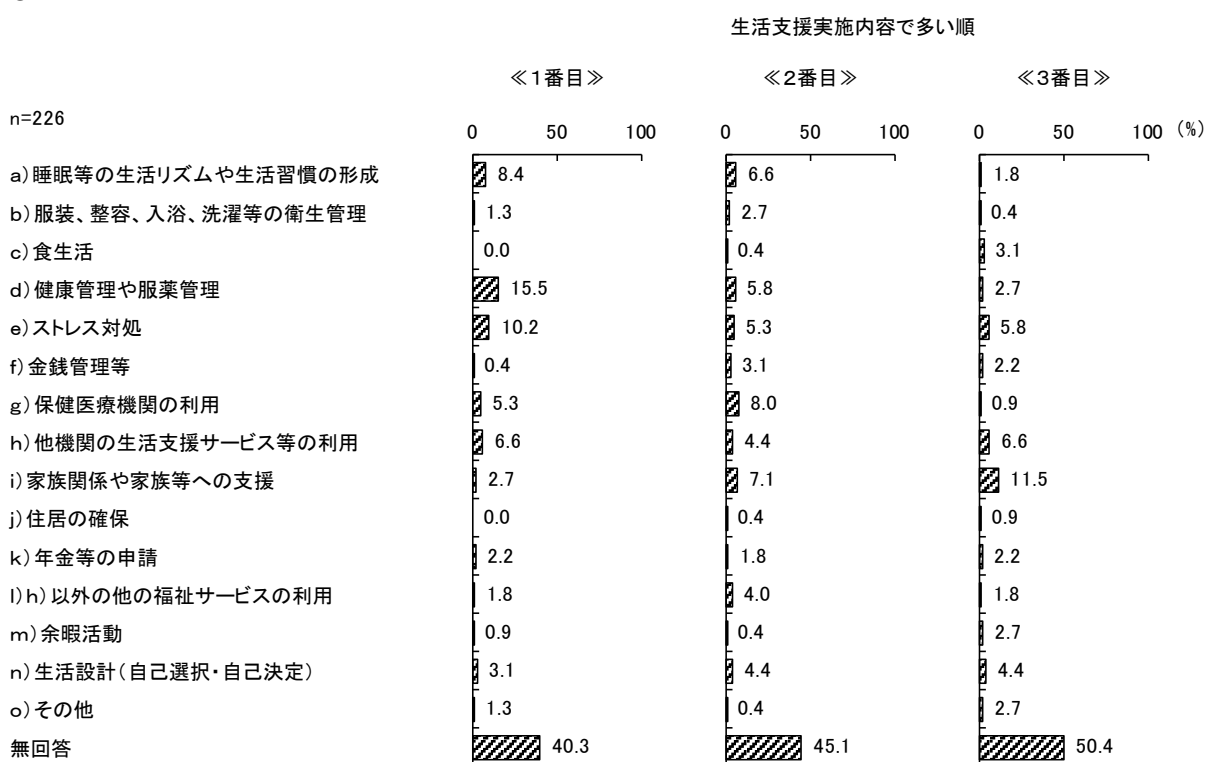 生活支援実施内容で多い順
≪1番目≫ ≪2番目≫ ≪3番目≫
n=226
0 50 100 0 50 100 0 50 100 (%)
a)睡眠等の生活リズムや生活習慣の形成 8.4 6.6 1.8
b)服装、整容、入浴、洗濯等の衛生管理 1.3 2.7 0.4
c)食生活 0.0 0.4 3.1
d)健康管理や服薬管理 15.5 5.8 2.7
e)ストレス対処 10.2 5.3 5.8
f)金銭管理等 0.4 3.1 2.2
g)保健医療機関の利用 5.3 8.0 0.9
h)他機関の生活支援サービス等の利用 6.6 4.4 6.6
i)家族関係や家族等への支援 2.7 7.1 11.5
j)住居の確保 0.0 0.4 0.9
k)年金等の申請 2.2 1.8 2.2
l)h)以外の他の福祉サービスの利用 1.8 4.0 1.8
m)余暇活動 0.9 0.4 2.7
n)生活設計(自己選択・自己決定) 3.1 4.4 4.4
o)その他 1.3 0.4 2.7
無回答 40.3 45.1 50.4